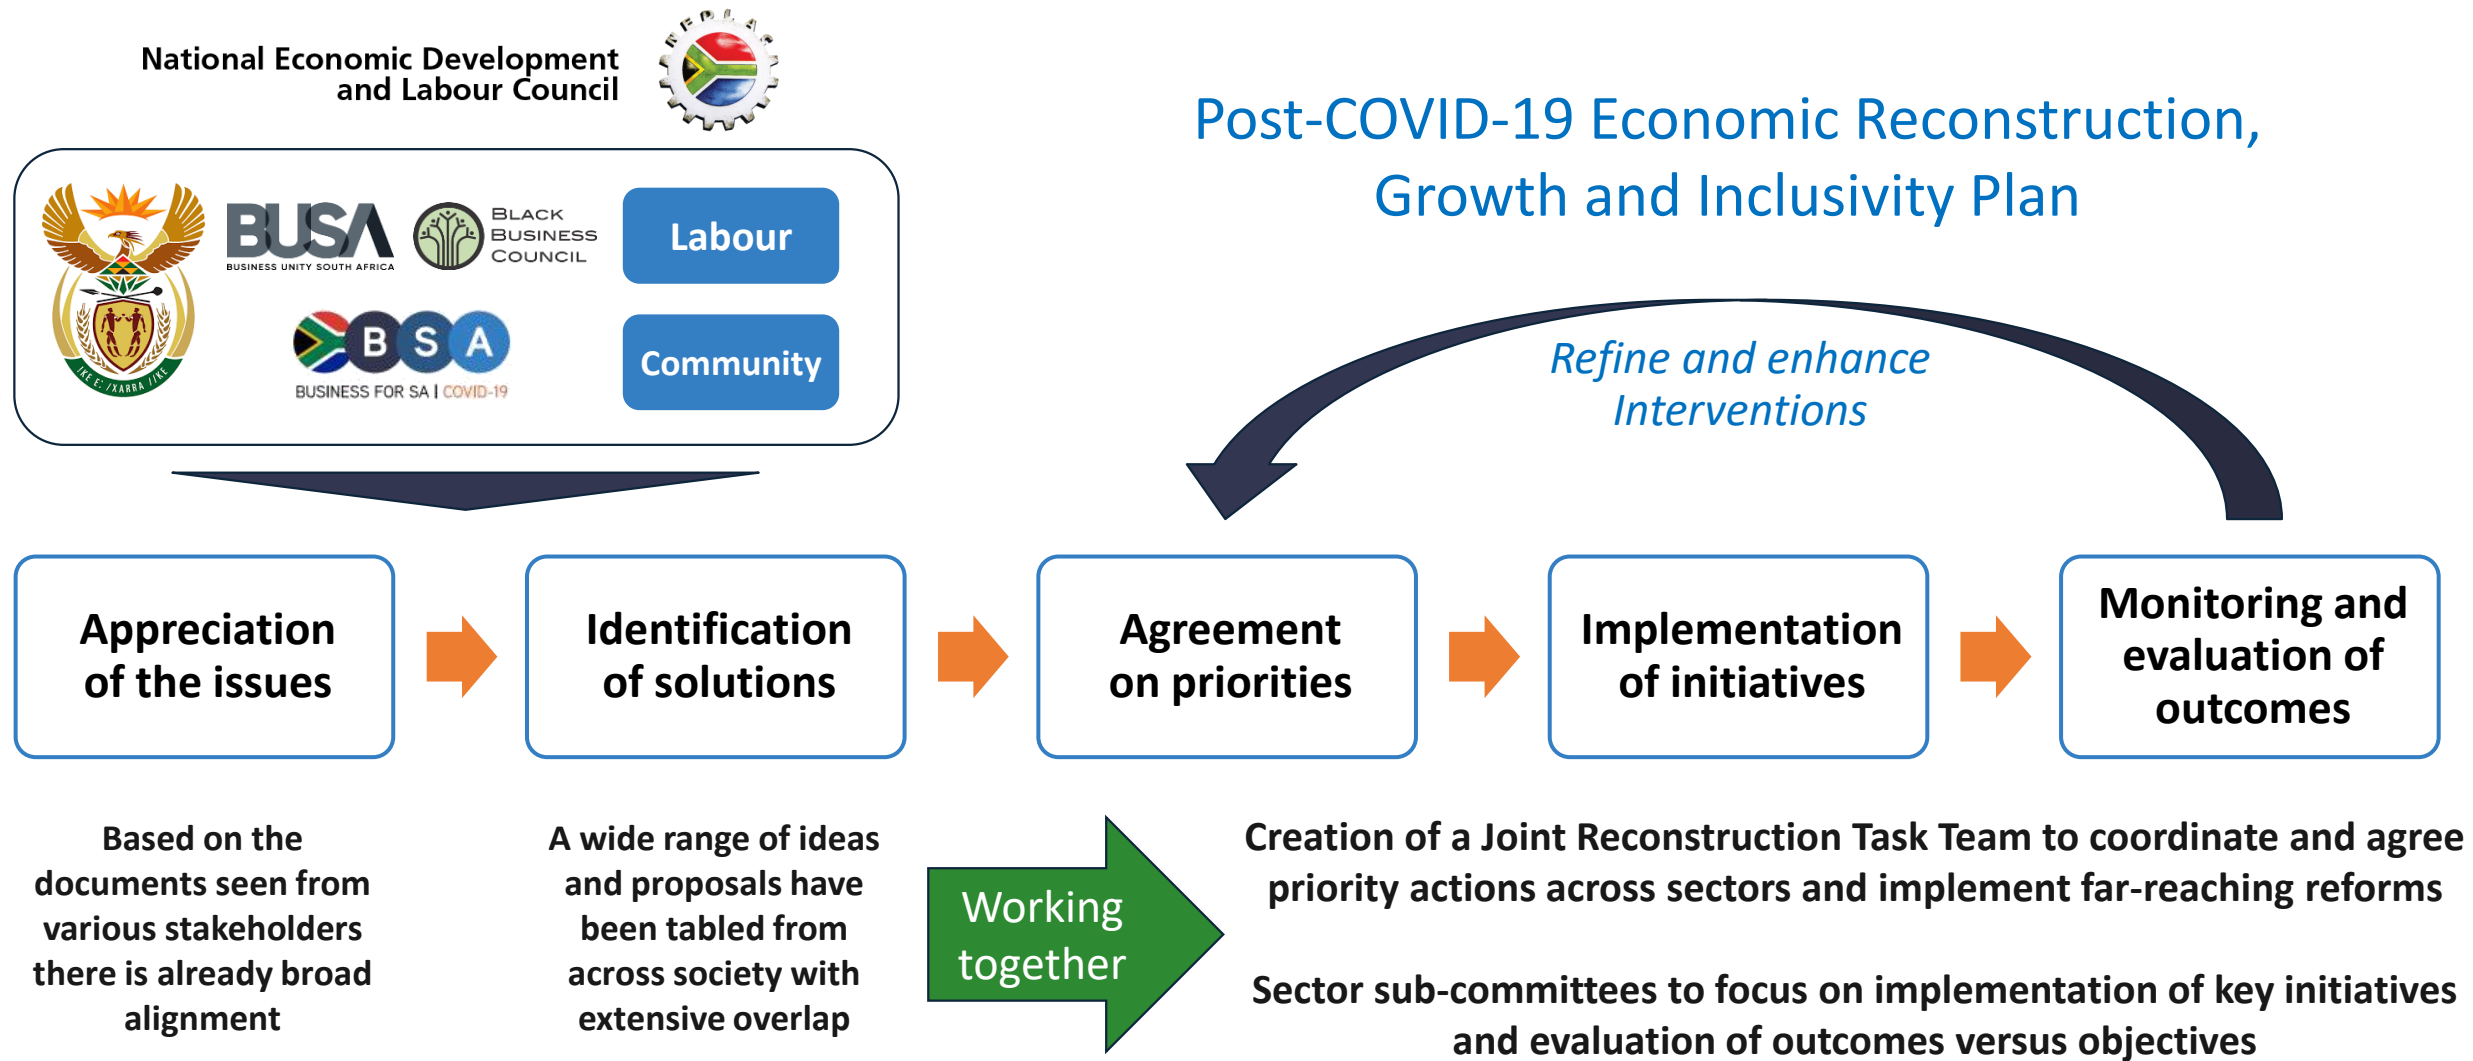 National Economic Development
and Labour Council
NEDLAC
Post-COVID-19 Economic Reconstruction,
Growth and Inclusivity Plan
BUSA
BUSINESS UNITY SOUTH AFRICA
BLACK
BUSINESS
COUNCIL
Labour
BSA
BUSINESS FOR SA | COVID-19
Community
!KE E: /XARRA //KE
Refine and enhance
Interventions
Appreciation
of the issues
Identification
of solutions
Agreement
on priorities
Implementation
of initiatives
Monitoring and
evaluation of
outcomes
Based on the
documents seen from
various stakeholders
there is already broad
alignment
A wide range of ideas
and proposals have
been tabled from
across society with
extensive overlap
Working
together
Creation of a Joint Reconstruction Task Team to coordinate and agree
priority actions across sectors and implement far-reaching reforms
Sector sub-committees to focus on implementation of key initiatives
and evaluation of outcomes versus objectives